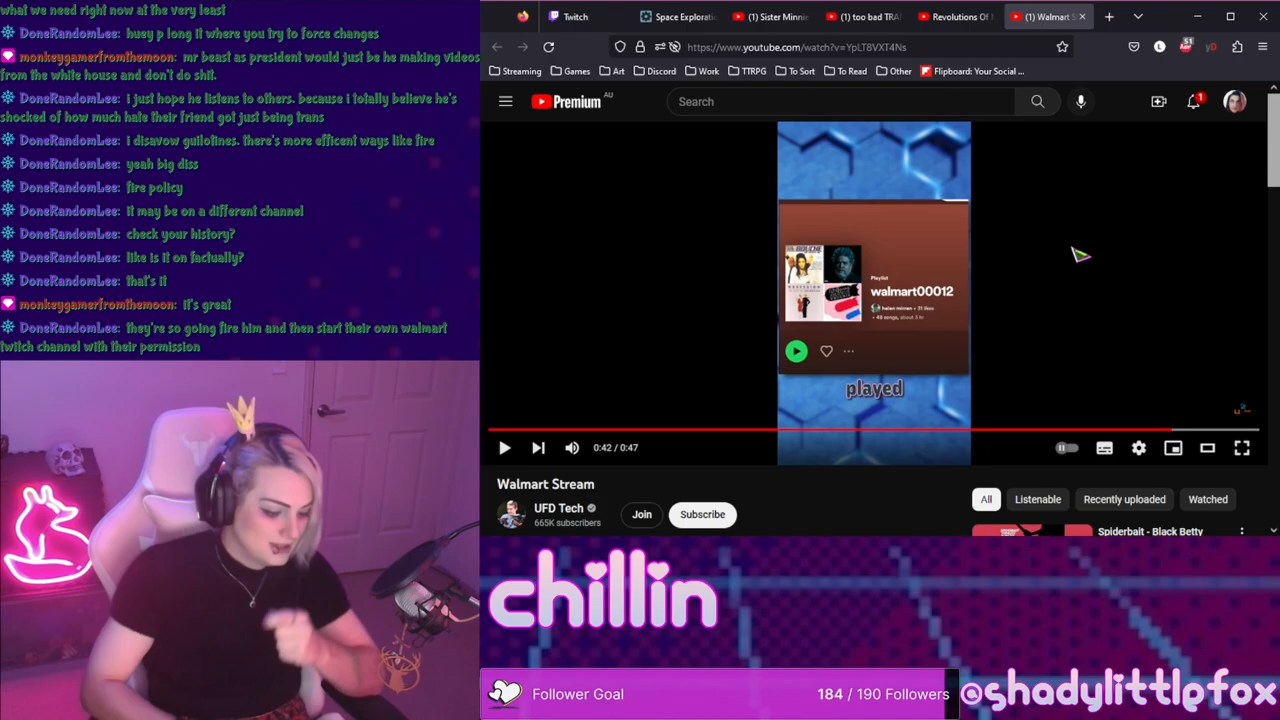 what we need right now at the very least
DoneRandomLee: huey p long it where you try to force changes
monkeygamerfromthemoon: mr beast as president would just be he making videos
from the white house and don't do shit.
DoneRandomLee: i just hope he listens to others. because i totally believe he's
shocked of how much hate their friend got just being trans
DoneRandomLee: i disavow guilotines. there's more efficent ways like fire
DoneRandomLee: yeah big diss
DoneRandomLee: fire policy
DoneRandomLee: it may be on a different channel
DoneRandomLee: check your history?
DoneRandomLee: like is it on factually?
DoneRandomLee: that's it
monkeygamerfromthemoon: it's great
DoneRandomLee: they're so going fire him and then start their own walmart
twitch channel with their permission
Twitch
Space Exploratio
(1) Sister Minnie
(1) too bad TRA
Revolutions Of
(1) Walmart S
https://www.youtube.com/watch?v=YpLT8VXT4Ns
51
Streaming
Games
Art
Discord
Work
TTRPG
To Sort
To Read
Other
Flipboard: Your Social ...
Premium AU
Search
1
Playlist
walmart00012
played
0:42 / 0:47
Walmart Stream
UFD Tech
665K subscribers
Join
Subscribe
All
Listenable
Recently uploaded
Watched
Spiderbait - Black Betty
chillin
Follower Goal
184 / 190 Followers
@shadylittlefox